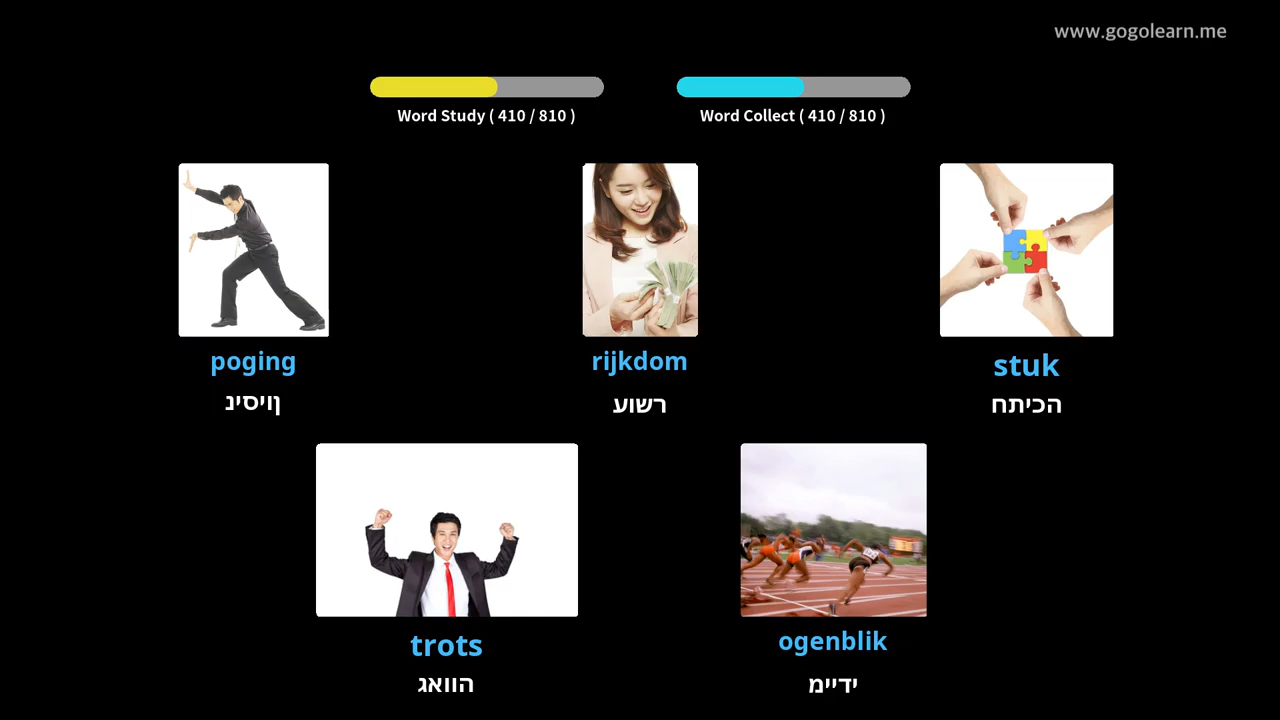 www.gogolearn.me
Word Study ( 410 / 810 )
Word Collect ( 410 / 810 )
poging
ןויסינ
rijkdom
רשוע
stuk
הכיתח
trots
הוואג
ogenblik
ידיימ